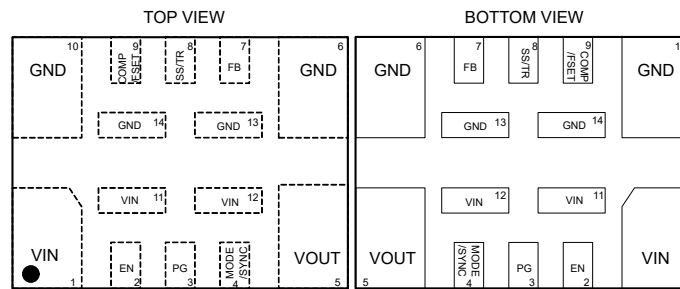 TOP VIEW
10 9 8 7 6
GND
COMP
/FSET
SS/TR
FB
GND
GND 14
GND 13
VIN 11
VIN 12
VIN
EN
PG
MODE
/SYNC
VOUT
1 2 3 4 5
BOTTOM VIEW
6 7 8 9 1
GND
FB
SS/TR
COMP
/FSET
GND
GND 13
GND 14
VIN 12
VIN 11
VOUT
MODE
/SYNC
PG
EN
VIN
5 4 3 2 1